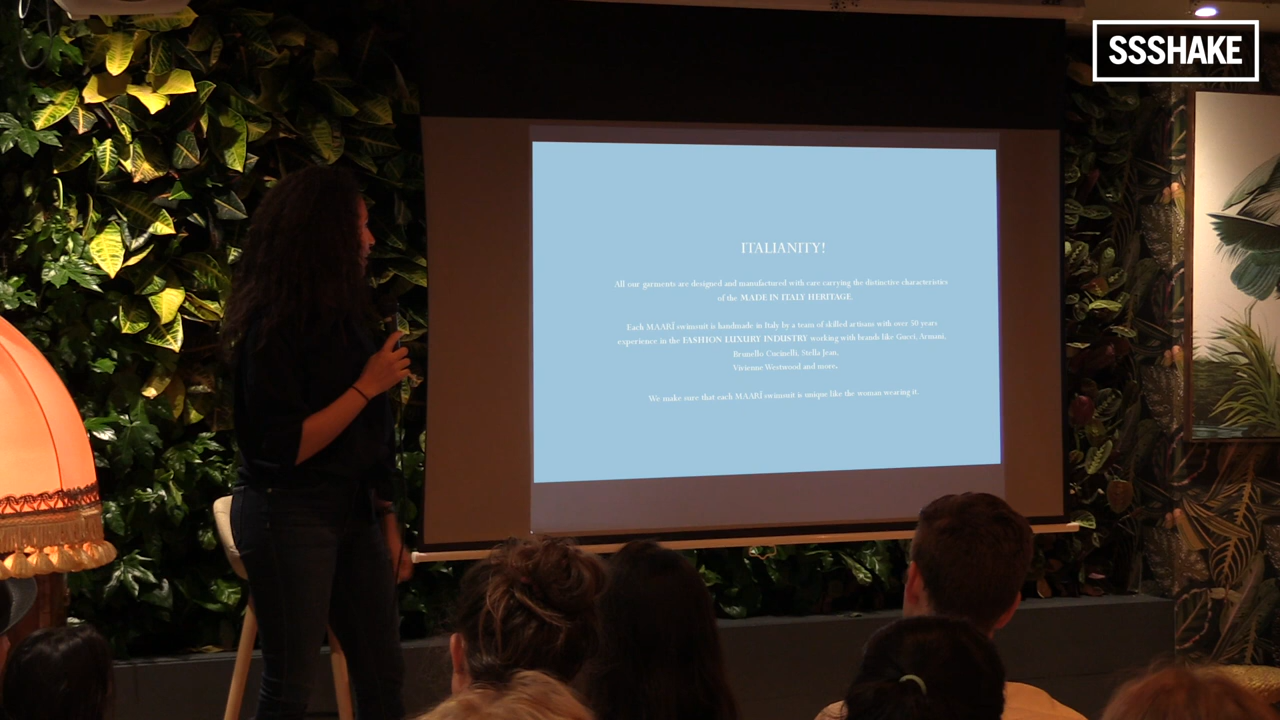 SSSHAKE
ITALIANITY!
All our garments are designed and manufactured with care carrying the distinctive characteristics
of the MADE IN ITALY HERITAGE.
Each MAARÍ swimsuit is handmade in Italy by a team of skilled artisans with over 50 years
experience in the FASHION LUXURY INDUSTRY working with brands like Gucci, Armani,
Brunello Cucinelli, Stella Jean,
Vivienne Westwood and more.
We make sure that each MAARÍ swimsuit is unique like the woman wearing it.